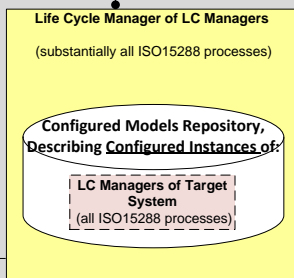 Life Cycle Manager of LC Managers
(substantially all ISO15288 processes)
Configured Models Repository,
Describing Configured Instances of:
LC Managers of Target
System
(all ISO15288 processes)